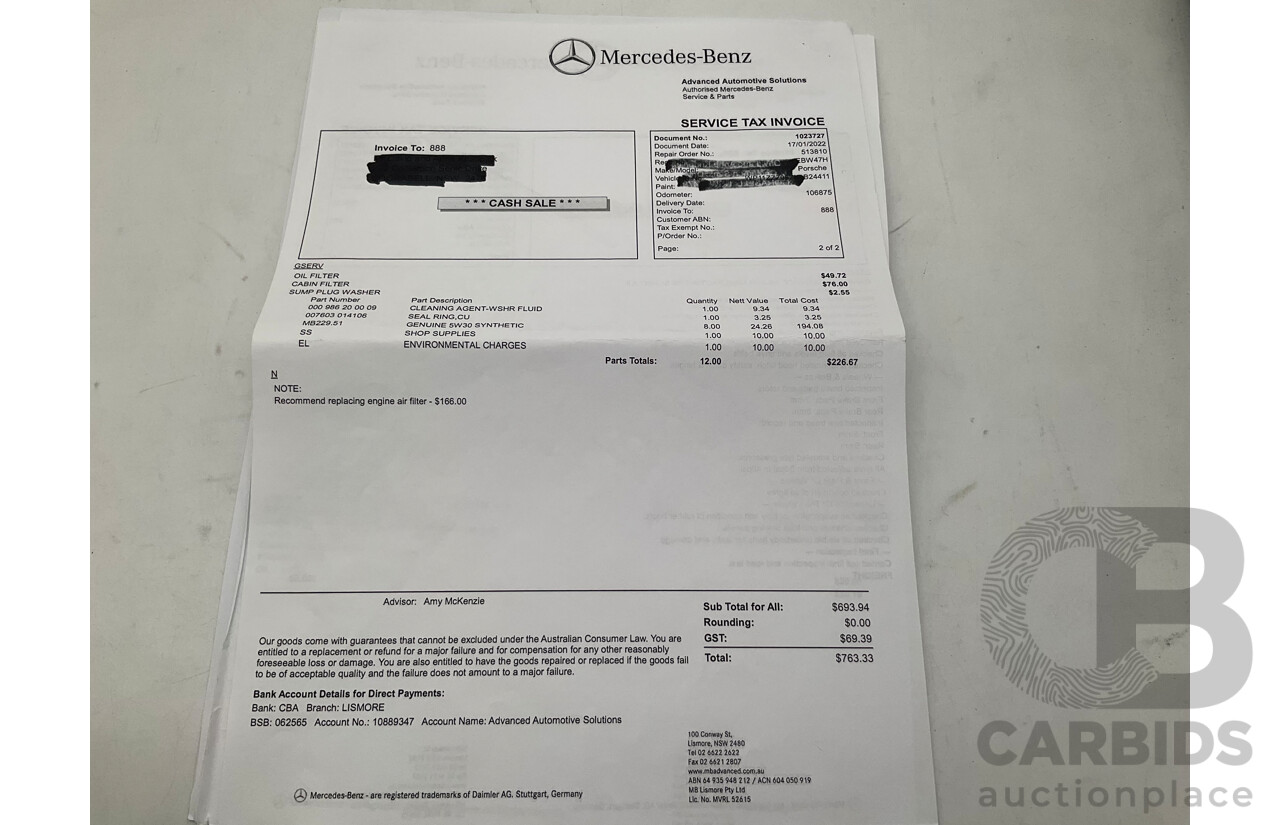 Mercedes-Benz
Advanced Automotive Solutions
Authorised Mercedes-Benz
Service & Parts
SERVICE TAX INVOICE
Invoice To: 888
*** CASH SALE ***
Document No.: 1023727
Document Date: 17/01/2022
Repair Order No.: 513810
EBW47H
Make/Model: Porsche
Vehicle 824411
Paint:
Odometer: 106875
Delivery Date:
Invoice To: 888
Customer ABN:
Tax Exempt No.:
P/Order No.:
Page: 2 of 2
GSERV
OIL FILTER $49.72
CABIN FILTER $76.00
SUMP PLUG WASHER $2.55
Part Number Part Description Quantity Nett Value Total Cost
000 986 20 00 09 CLEANING AGENT-WSHR FLUID 1.00 9.34 9.34
007603 014106 SEAL RING,CU 1.00 3.25 3.25
MB229.51 GENUINE 5W30 SYNTHETIC 8.00 24.26 194.08
SS SHOP SUPPLIES 1.00 10.00 10.00
EL ENVIRONMENTAL CHARGES 1.00 10.00 10.00
Parts Totals: 12.00 $226.67
N
NOTE:
Recommend replacing engine air filter - $166.00
Advisor: Amy McKenzie
Sub Total for All: $693.94
Rounding: $0.00
GST: $69.39
Total: $763.33
Our goods come with guarantees that cannot be excluded under the Australian Consumer Law. You are
entitled to a replacement or refund for a major failure and for compensation for any other reasonably
foreseeable loss or damage. You are also entitled to have the goods repaired or replaced if the goods fail
to be of acceptable quality and the failure does not amount to a major failure.
Bank Account Details for Direct Payments:
Bank: CBA Branch: LISMORE
BSB: 062565 Account No.: 10889347 Account Name: Advanced Automotive Solutions
100 Conway St,
Lismore, NSW 2480
Tel 02 6622 2622
Fax 02 6621 2807
www.mbadvanced.com.au
ABN 64 935 948 212 / ACN 604 050 919
MB Lismore Pty Ltd
Lic. No. MVRL 52615
Mercedes-Benz - are registered trademarks of Daimler AG. Stuttgart, Germany
CARBIDS
auctionplace